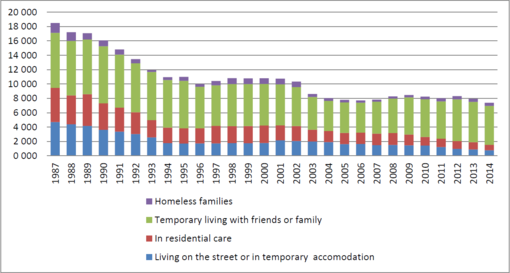 20 000
18 000
16 000
14 000
12 000
10 000
8 000
6 000
4 000
2 000
0 000
1987 1988 1989 1990 1991 1992 1993 1994 1995 1996 1997 1998 1999 2000 2001 2002 2003 2004 2005 2006 2007 2008 2009 2010 2011 2012 2013 2014
Homeless families
Temporary living with friends or family
In residential care
Living on the street or in temporary accomodation